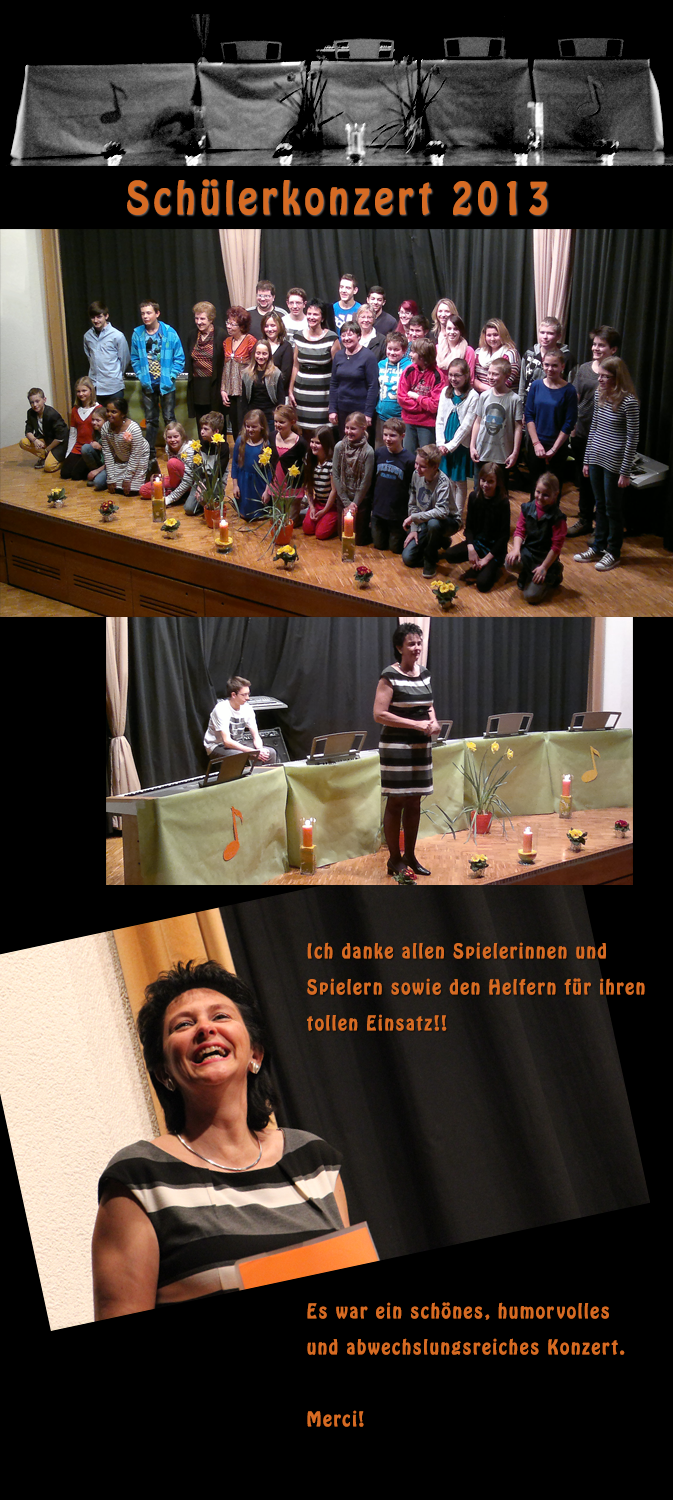 Schülerkonzert 2013
Ich danke allen Spielerinnen und
Spielern sowie den Helfern für ihren
tollen Einsatz!!
Es war ein schönes, humorvolles
und abwechslungsreiches Konzert.
Merci!